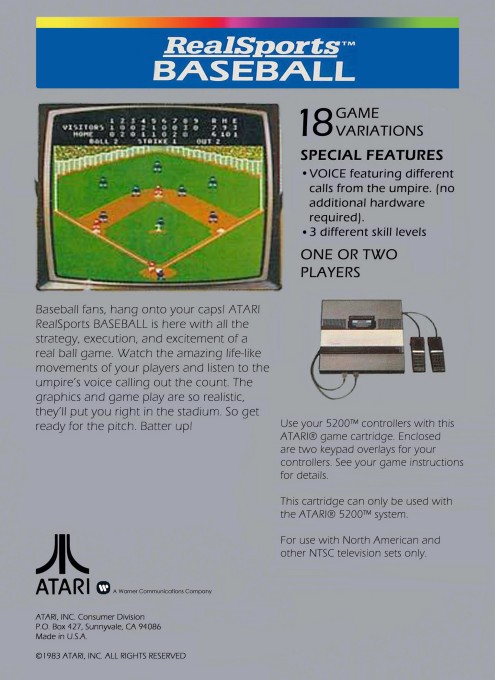 RealSports™
BASEBALL
1 2 3 4 5 6 7 8 9 R H E
VISITORS 1 0 0 2 1 0 0 3 0 7 9 3
HOME 0 2 0 1 1 0 2 0 6 10 1
BALL 2 STRIKE 1 OUT 2
18 GAME
VARIATIONS
SPECIAL FEATURES
• VOICE featuring different
calls from the umpire. (no
additional hardware
required).
• 3 different skill levels
ONE OR TWO
PLAYERS
Baseball fans, hang onto your caps! ATARI
RealSports BASEBALL is here with all the
strategy, execution, and excitement of a
real ball game. Watch the amazing life-like
movements of your players and listen to the
umpire's voice calling out the count. The
graphics and game play are so realistic,
they'll put you right in the stadium. So get
ready for the pitch. Batter up!
Use your 5200™ controllers with this
ATARI® game cartridge. Enclosed
are two keypad overlays for your
controllers. See your game instructions
for details.
This cartridge can only be used with
the ATARI® 5200™ system.
For use with North American and
other NTSC television sets only.
ATARI A Warner Communications Company
ATARI, INC. Consumer Division
P.O. Box 427, Sunnyvale, CA 94086
Made in U.S.A.
©1983 ATARI, INC. ALL RIGHTS RESERVED